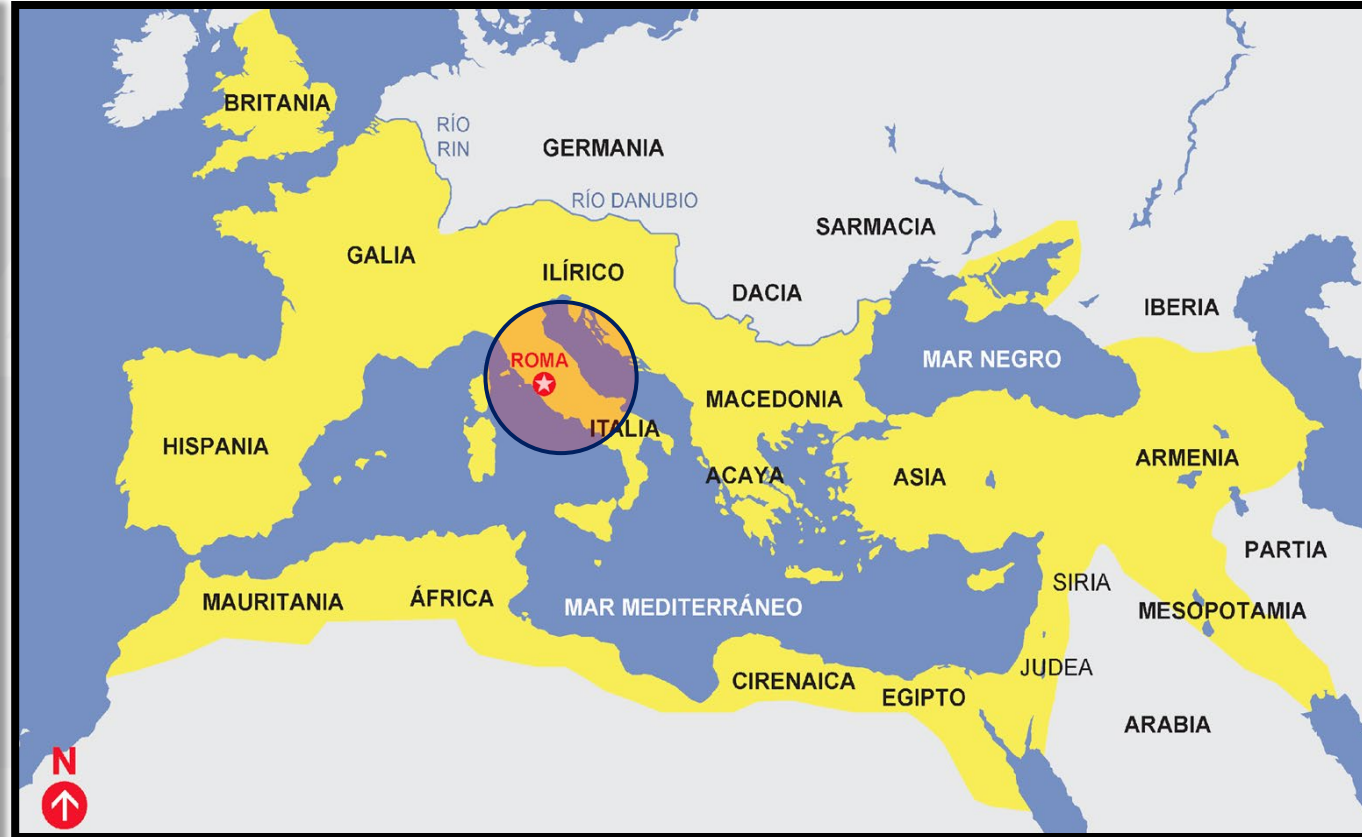 BRITANIA
RÍO
RIN
GERMANIA
RÍO DANUBIO
SARMACIA
GALIA
ILÍRICO
DACIA
IBERIA
ROMA
MAR NEGRO
MACEDONIA
ITALIA
HISPANIA
ACAYA
ASIA
ARMENIA
PARTIA
SIRIA
MAURITANIA
ÁFRICA
MAR MEDITERRÁNEO
MESOPOTAMIA
JUDEA
CIRENAICA
EGIPTO
ARABIA
N